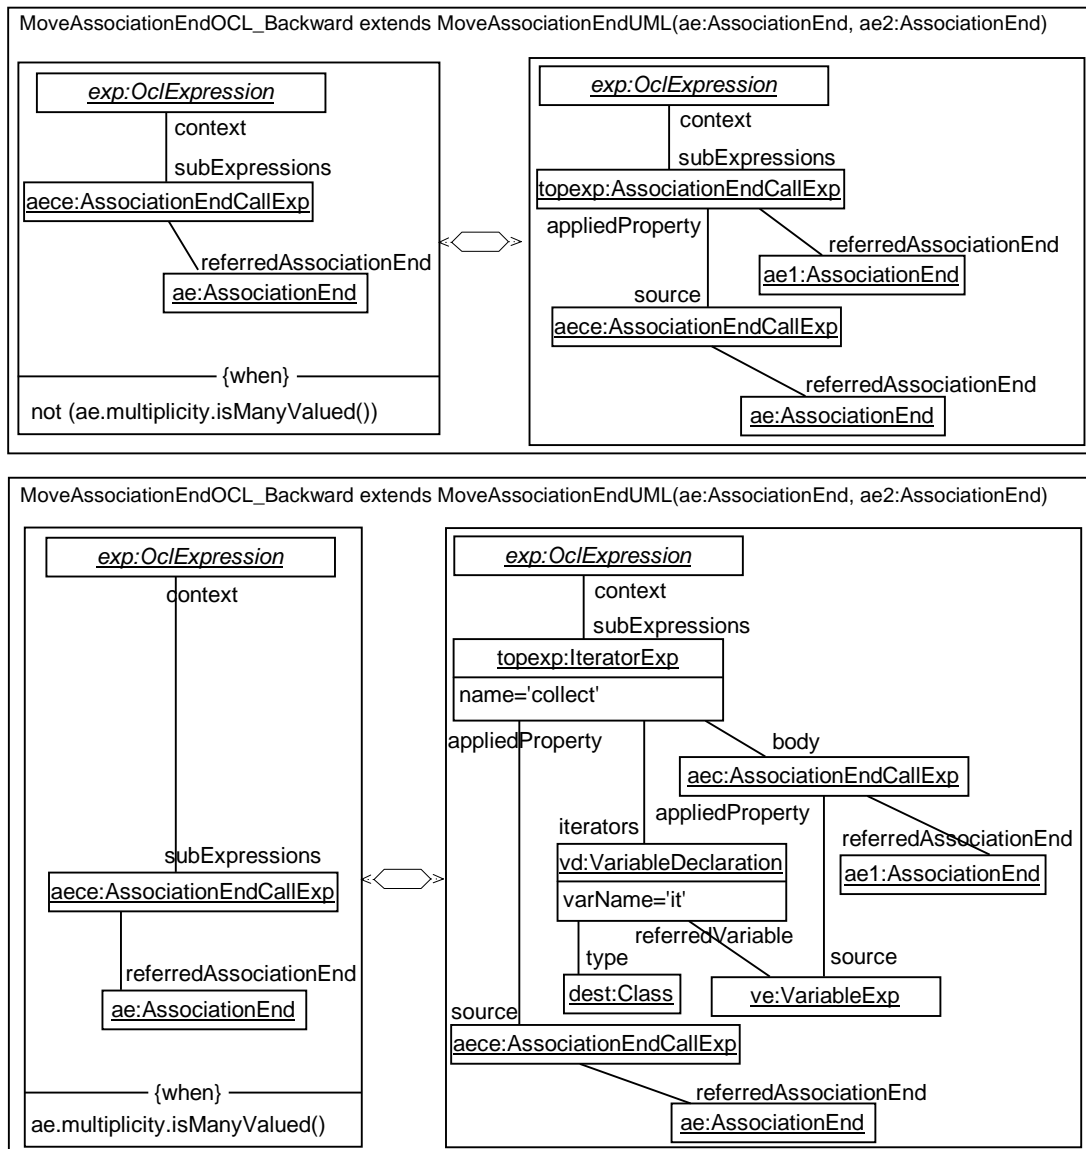 MoveAssociationEndOCL_Backward extends MoveAssociationEndUML(ae:AssociationEnd, ae2:AssociationEnd)
exp:OclExpression
context
subExpressions
aece:AssociationEndCallExp
referredAssociationEnd
ae:AssociationEnd
{when}
not (ae.multiplicity.isManyValued())
exp:OclExpression
context
subExpressions
topexp:AssociationEndCallExp
appliedProperty
referredAssociationEnd
ae1:AssociationEnd
source
aece:AssociationEndCallExp
referredAssociationEnd
ae:AssociationEnd
MoveAssociationEndOCL_Backward extends MoveAssociationEndUML(ae:AssociationEnd, ae2:AssociationEnd)
exp:OclExpression
context
subExpressions
aece:AssociationEndCallExp
referredAssociationEnd
ae:AssociationEnd
{when}
ae.multiplicity.isManyValued()
exp:OclExpression
context
subExpressions
topexp:IteratorExp
name='collect'
appliedProperty
body
aec:AssociationEndCallExp
appliedProperty
iterators
referredAssociationEnd
vd:VariableDeclaration
ae1:AssociationEnd
varName='it'
referredVariable
type
source
dest:Class
ve:VariableExp
source
aece:AssociationEndCallExp
referredAssociationEnd
ae:AssociationEnd